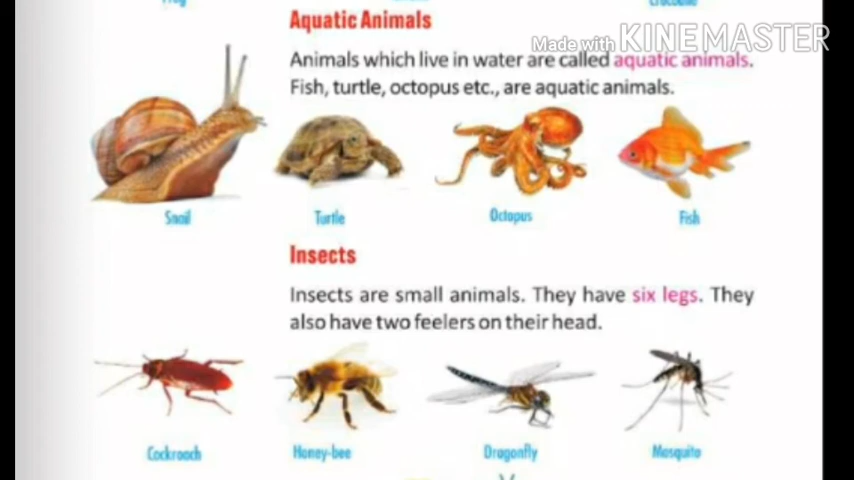 Frog
Crocodile
Aquatic Animals
Made with KINEMASTER
Animals which live in water are called aquatic animals.
Fish, turtle, octopus etc., are aquatic animals.
Snail
Turtle
Octopus
Fish
Insects
Insects are small animals. They have six legs. They
also have two feelers on their head.
Cockroach
Honey-bee
Dragonfly
Mosquito